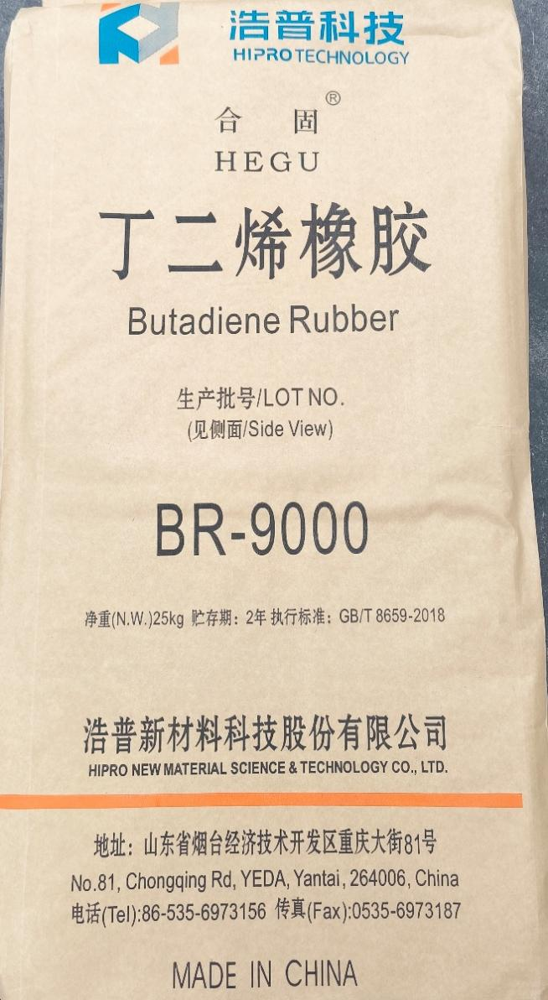 浩普科技
HIPRO TECHNOLOGY
合固®
HEGU
丁二烯橡胶
Butadiene Rubber
生产批号/LOT NO.
(见侧面/Side View)
BR-9000
净重(N.W.)25kg 贮存期：2年 执行标准：GB/T 8659-2018
浩普新材料科技股份有限公司
HIPRO NEW MATERIAL SCIENCE & TECHNOLOGY CO., LTD.
地址：山东省烟台经济技术开发区重庆大街81号
No.81, Chongqing Rd, YEDA, Yantai, 264006, China
电话(Tel):86-535-6973156 传真(Fax):0535-6973187
MADE IN CHINA